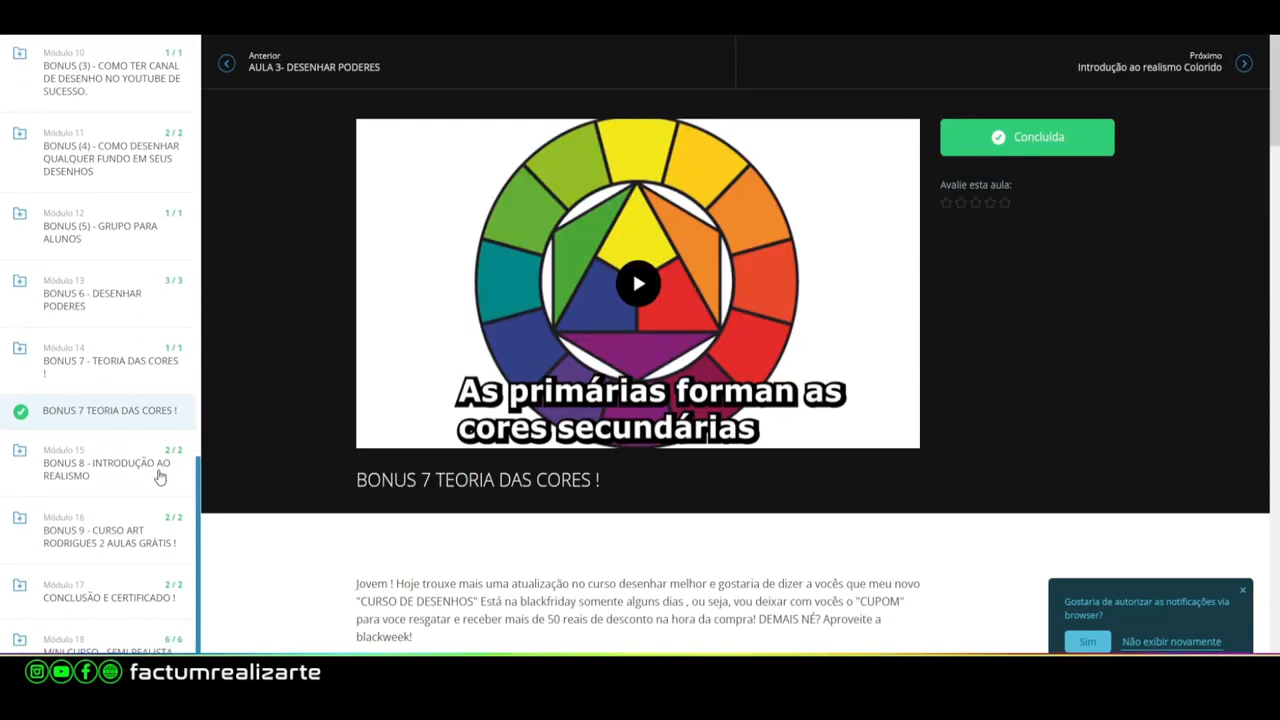 Módulo 10 1 / 1
BONUS (3) - COMO TER CANAL
DE DESENHO NO YOUTUBE DE
SUCESSO.
Módulo 11 2 / 2
BONUS (4) - COMO DESENHAR
QUALQUER FUNDO EM SEUS
DESENHOS
Módulo 12 1 / 1
BONUS (5) - GRUPO PARA
ALUNOS
Módulo 13 3 / 3
BONUS 6 - DESENHAR
PODERES
Módulo 14 1 / 1
BONUS 7 - TEORIA DAS CORES
!
BONUS 7 TEORIA DAS CORES !
Módulo 15 2 / 2
BONUS 8 - INTRODUÇÃO AO
REALISMO
Módulo 16 2 / 2
BONUS 9 - CURSO ART
RODRIGUES 2 AULAS GRÁTIS !
Módulo 17 2 / 2
CONCLUSÃO E CERTIFICADO !
Módulo 18 6 / 6
MINI CURSO - SEMI REALISTA
Anterior
AULA 3- DESENHAR PODERES
Próximo
Introdução ao realismo Colorido
As primárias forman as
cores secundárias
Concluída
Avalie esta aula:
BONUS 7 TEORIA DAS CORES !
Jovem ! Hoje trouxe mais uma atualização no curso desenhar melhor e gostaria de dizer a vocês que meu novo
"CURSO DE DESENHOS" Está na blackfriday somente alguns dias , ou seja, vou deixar com vocês o "CUPOM"
para voce resgatar e receber mais de 50 reais de desconto na hora da compra! DEMAIS NÉ? Aproveite a
blackweek!
Gostaria de autorizar as notificações via
browser?
Sim Não exibir novamente
factumrealizarte